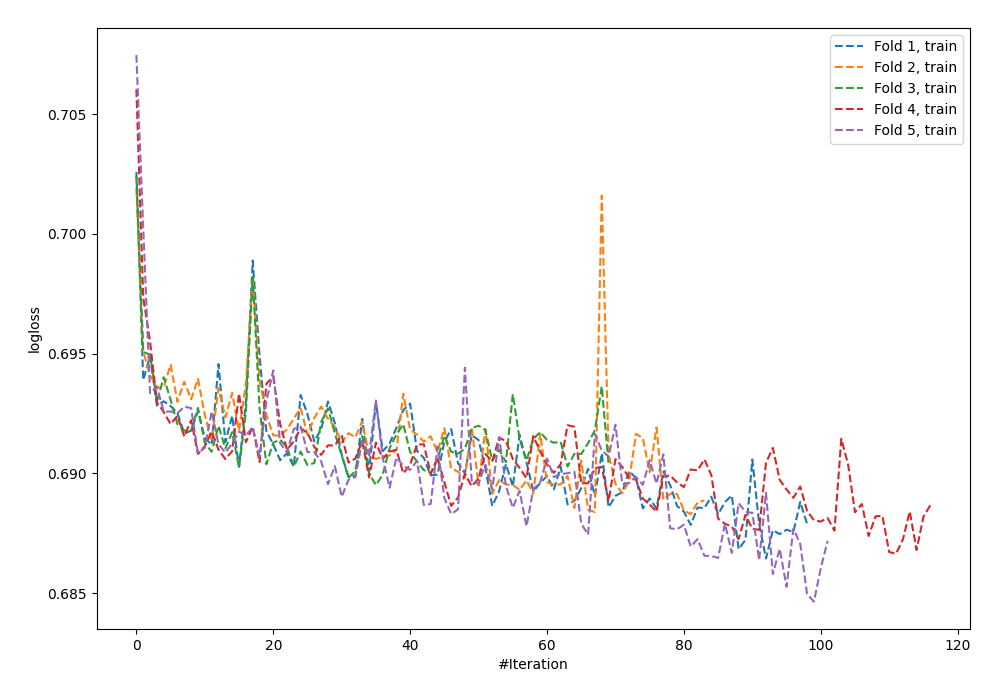 Fold 1, train
Fold 2, train
Fold 3, train
Fold 4, train
Fold 5, train
0.705
0.700
0.695
0.690
0.685
logloss
0 20 40 60 80 100 120
#Iteration